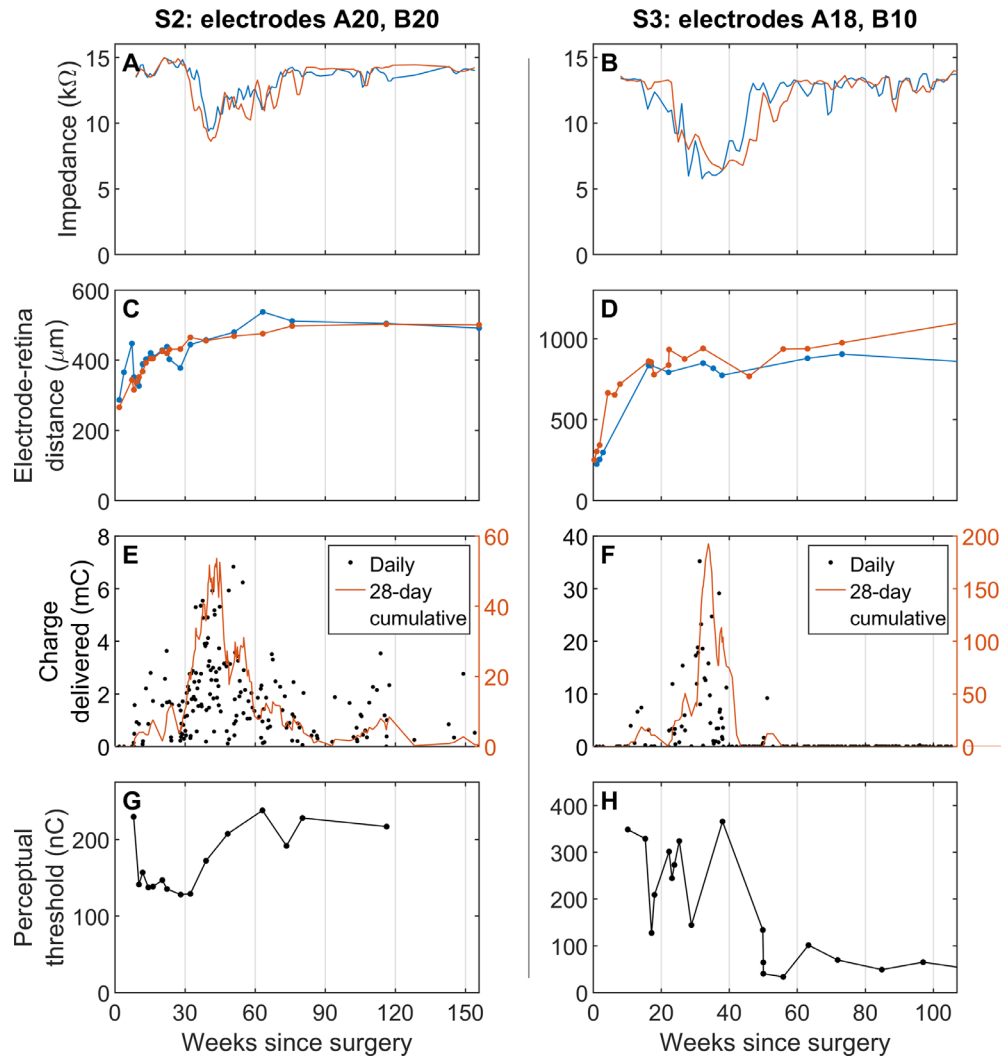 S2: electrodes A20, B20
S3: electrodes A18, B10
A
15
10
5
0
Impedance (kΩ)
B
15
10
5
0
C
600
400
200
0
Electrode-retina
distance (μm)
D
1000
500
0
E
8
6
4
2
0
Charge
delivered (mC)
60
40
20
0
Daily
28-day
cumulative
F
40
30
20
10
0
200
150
100
50
0
Daily
28-day
cumulative
G
200
100
0
Perceptual
threshold (nC)
0 30 60 90 120 150
Weeks since surgery
H
400
300
200
100
0
0 20 40 60 80 100
Weeks since surgery